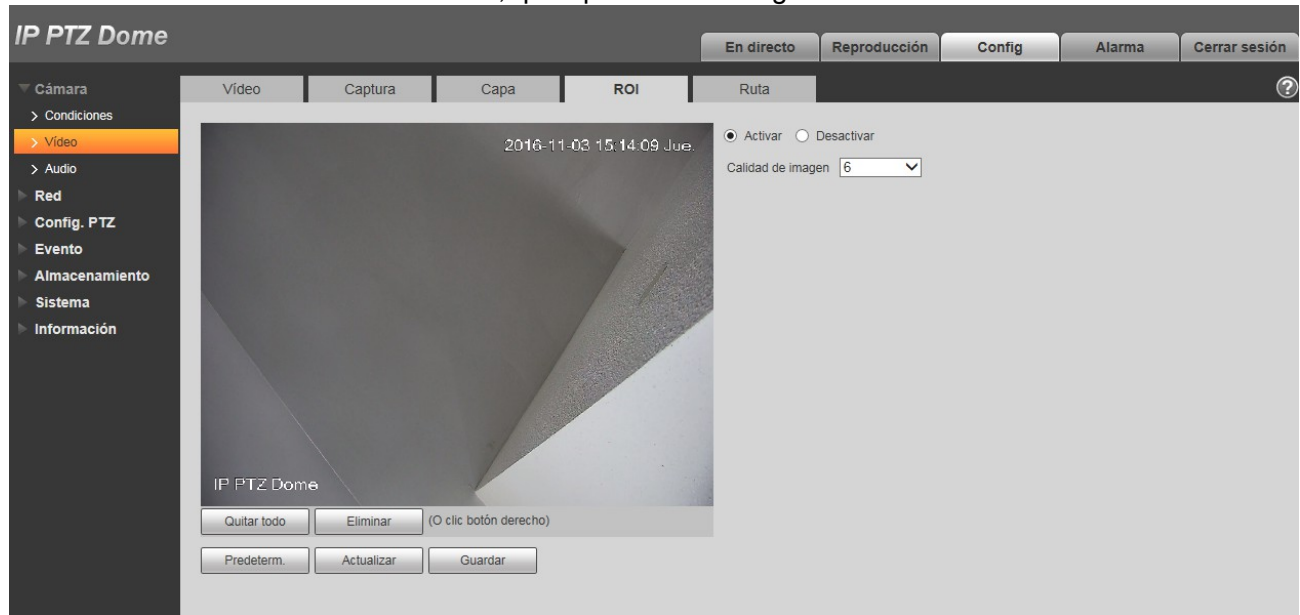 IP PTZ Dome
En directo
Reproducción
Config
Alarma
Cerrar sesión
Cámara
> Condiciones
> Vídeo
> Audio
Red
Config. PTZ
Evento
Almacenamiento
Sistema
Información
Vídeo
Captura
Capa
ROI
Ruta
?
2016-11-03 15:14:09 Jue.
IP PTZ Dome
Activar
Desactivar
Calidad de imagen 6
Quitar todo
Eliminar
(O clic botón derecho)
Predeterm.
Actualizar
Guardar